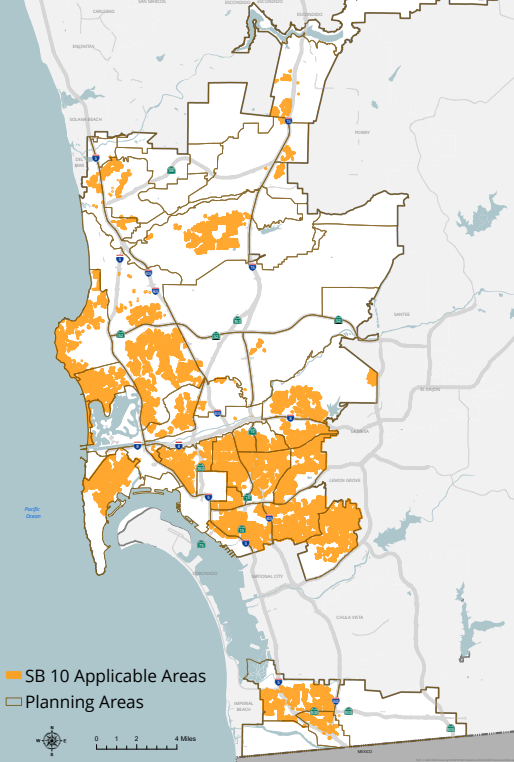 SAN MARCOS
ESCONDIDO
ESCONDIDO
CARLSBAD
ESCONDIDO
ENCINITAS
SOLANA BEACH
POWAY
DEL
MAR
SANTEE
EL CAJON
LA MESA
LEMON GROVE
Pacific
Ocean
CORONADO
NATIONAL CITY
CHULA VISTA
IMPERIAL
BEACH
SB 10 Applicable Areas
Planning Areas
N
W E
S
0 1 2 4 Miles
MEXICO